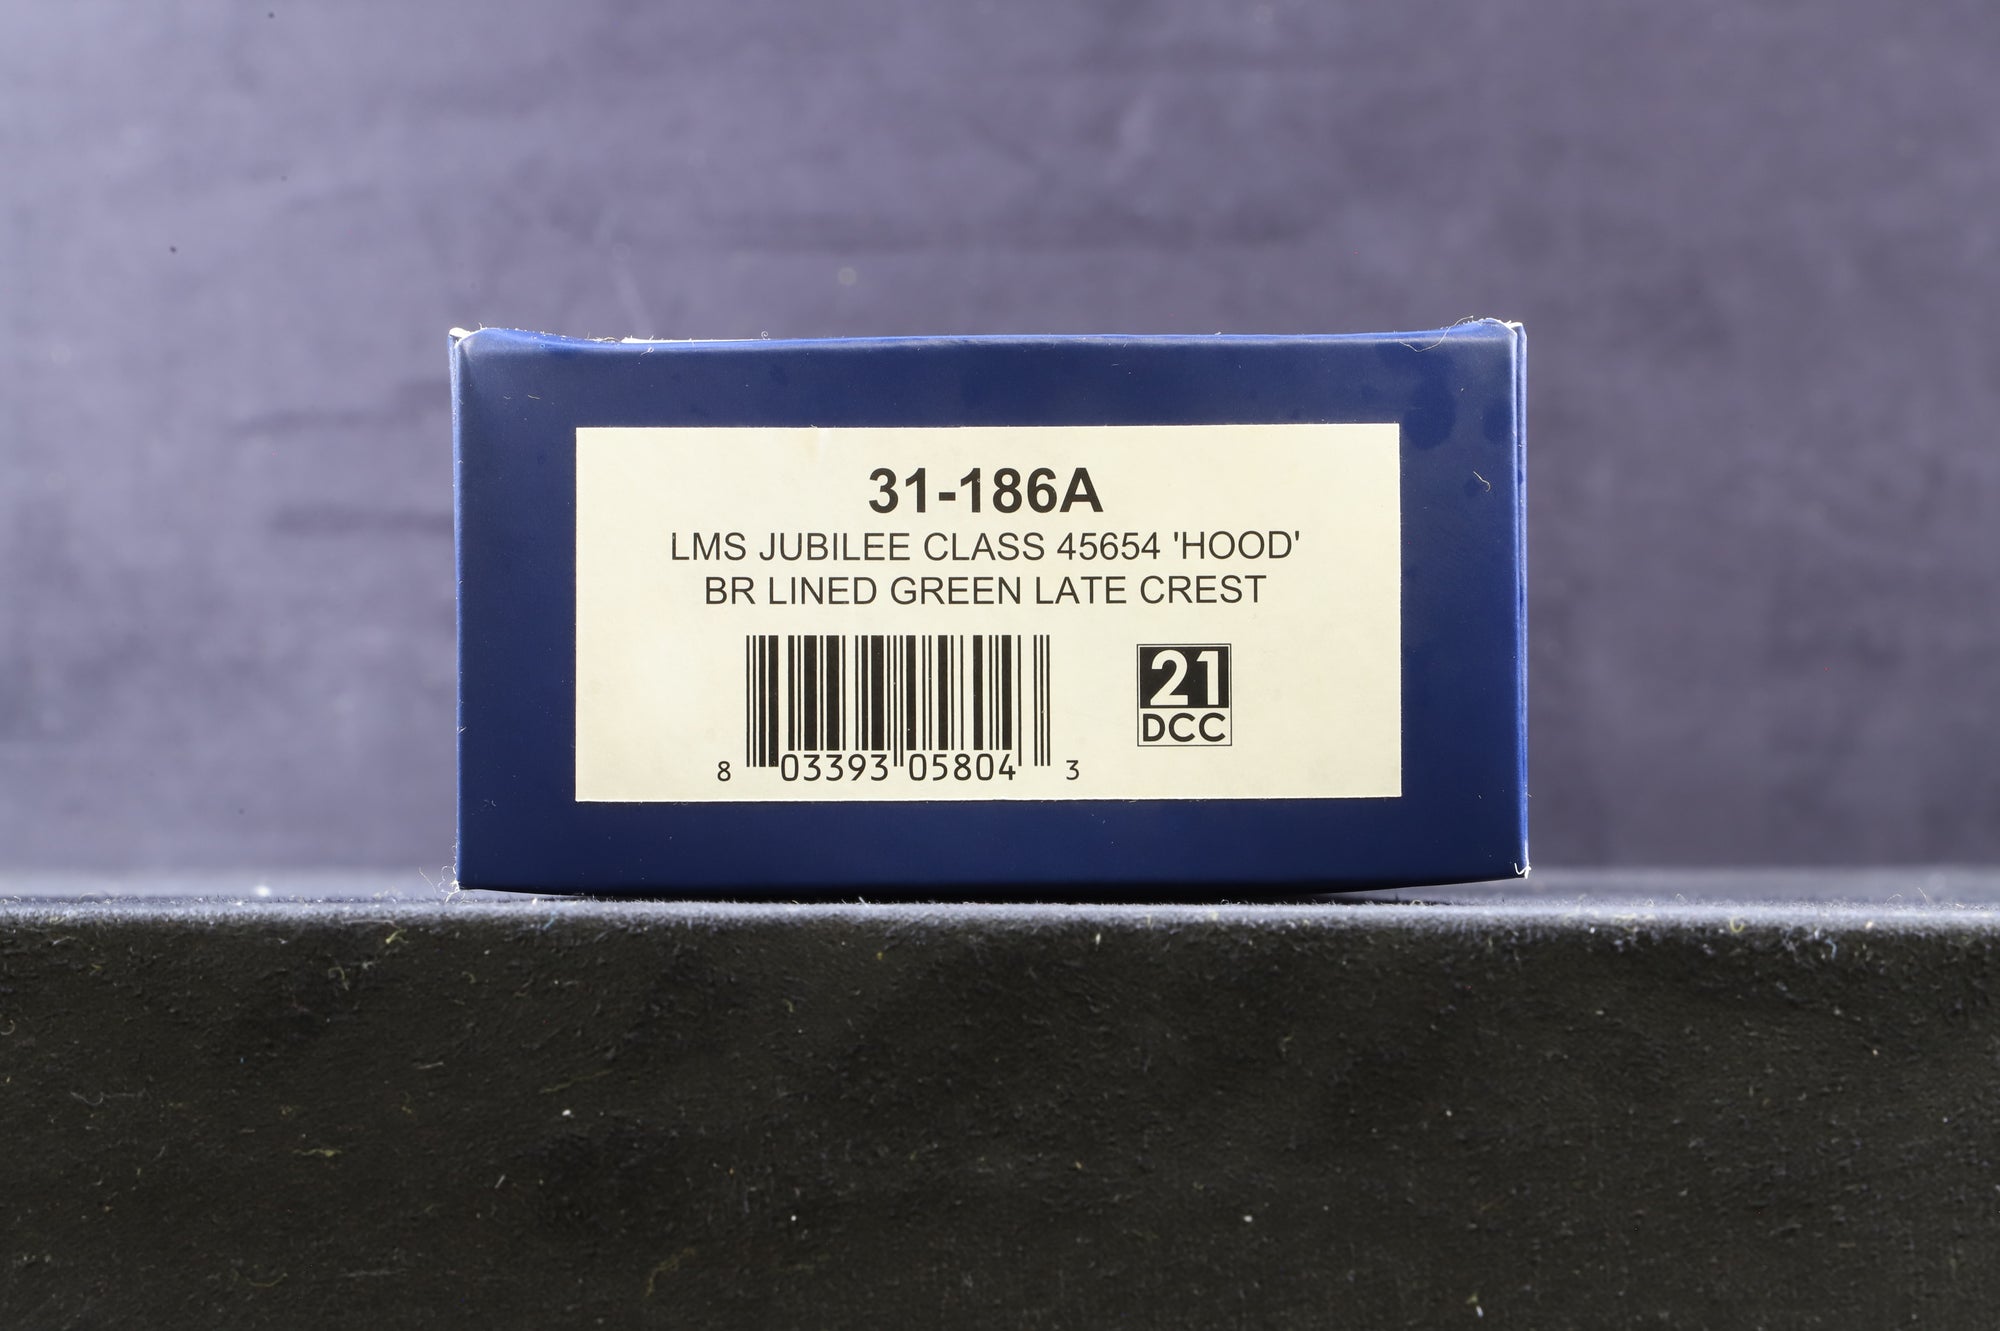 31-186A
LMS JUBILEE CLASS 45654 'HOOD'
BR LINED GREEN LATE CREST
21
DCC
8 03393 05804 3